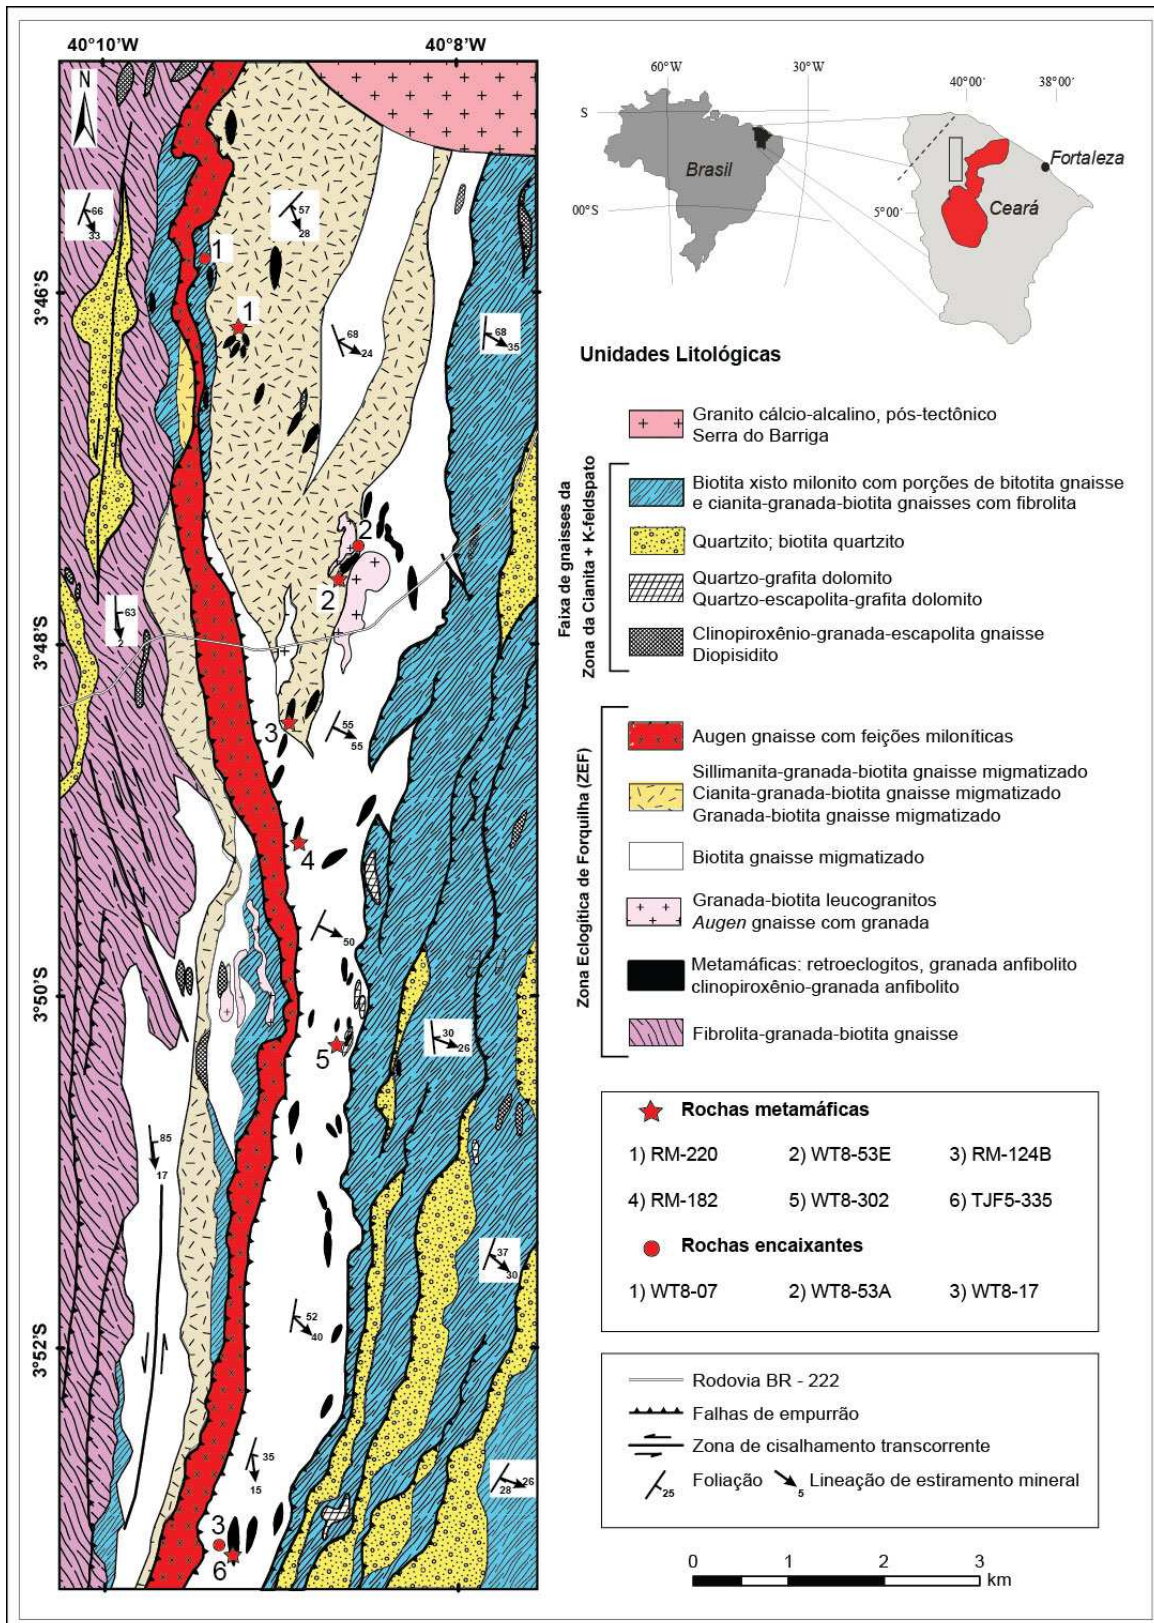 40°10'W
40°8'W
N
66
33
57
28
1
1
3°46'S
68
24
68
35
2
2
63
2
3°48'S
3
55
55
4
50
3°50'S
5
30
26
85
17
37
30
52
40
3°52'S
35
15
26
28
3
6
60°W
30°W
S
00°S
Brasil
40°00'
38°00'
5°00'
Fortaleza
Ceará
Unidades Litológicas
Granito cálcio-alcalino, pós-tectônico
Serra do Barriga
Faixa de gnaisses da
Zona da Cianita + K-feldspato
Biotita xisto milonito com porções de bitotita gnaisse
e cianita-granada-biotita gnaisses com fibrolita
Quartzito; biotita quartzito
Quartzo-grafita dolomito
Quartzo-escapolita-grafita dolomito
Clinopiroxênio-granada-escapolita gnaisse
Diopisidito
Zona Eclogítica de Forquilha (ZEF)
Augen gnaisse com feições miloníticas
Sillimanita-granada-biotita gnaisse migmatizado
Cianita-granada-biotita gnaisse migmatizado
Granada-biotita gnaisse migmatizado
Biotita gnaisse migmatizado
Granada-biotita leucogranitos
Augen gnaisse com granada
Metamáficas: retroeclogitos, granada anfibolito
clinopiroxênio-granada anfibolito
Fibrolita-granada-biotita gnaisse
Rochas metamáficas
1) RM-220 2) WT8-53E 3) RM-124B
4) RM-182 5) WT8-302 6) TJF5-335
Rochas encaixantes
1) WT8-07 2) WT8-53A 3) WT8-17
Rodovia BR - 222
Falhas de empurrão
Zona de cisalhamento transcorrente
25 Foliação 5 Lineação de estiramento mineral
0 1 2 3
km